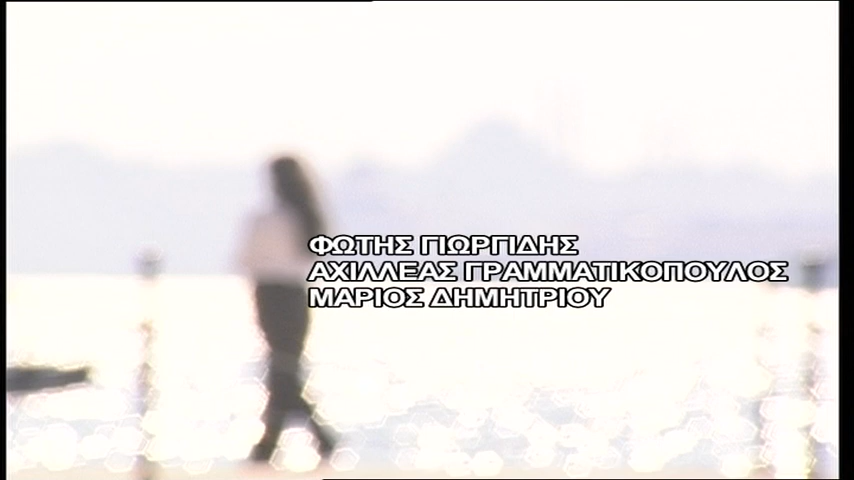 ΦΩΤΗΣ ΓΙΩΡΓΙΔΗΣ
ΑΧΙΛΛΕΑΣ ΓΡΑΜΜΑΤΙΚΟΠΟΥΛΟΣ
ΜΑΡΙΟΣ ΔΗΜΗΤΡΙΟΥ